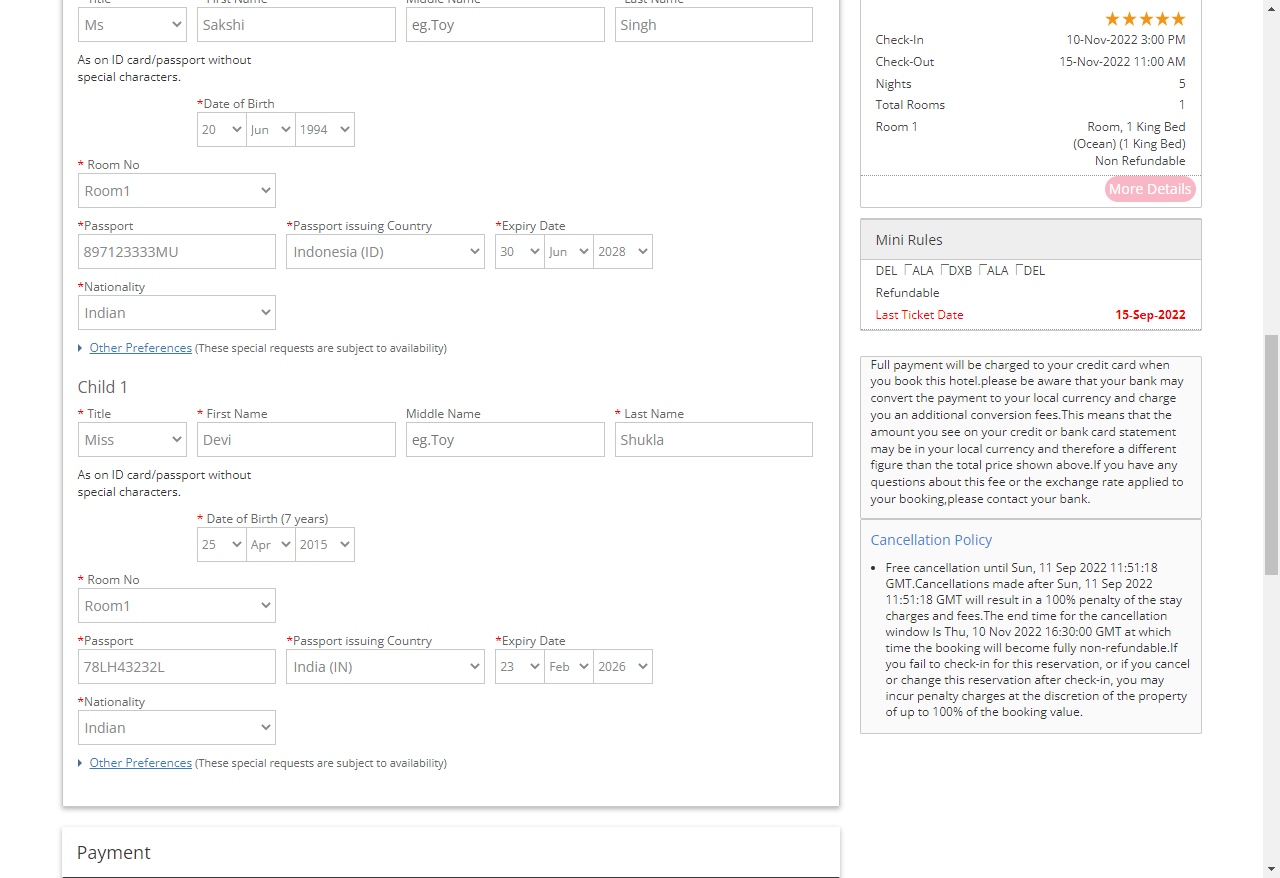 Title First Name Middle Name Last Name
Ms Sakshi eg.Toy Singh
As on ID card/passport without
special characters.
*Date of Birth
20 Jun 1994
* Room No
Room1
*Passport *Passport issuing Country *Expiry Date
897123333MU Indonesia (ID) 30 Jun 2028
*Nationality
Indian
Other Preferences (These special requests are subject to availability)
Child 1
* Title * First Name Middle Name * Last Name
Miss Devi eg.Toy Shukla
As on ID card/passport without
special characters.
* Date of Birth (7 years)
25 Apr 2015
* Room No
Room1
*Passport *Passport issuing Country *Expiry Date
78LH43232L India (IN) 23 Feb 2026
*Nationality
Indian
Other Preferences (These special requests are subject to availability)
Payment
Check-In 10-Nov-2022 3:00 PM
Check-Out 15-Nov-2022 11:00 AM
Nights 5
Total Rooms 1
Room 1 Room, 1 King Bed
(Ocean) (1 King Bed)
Non Refundable
More Details
Mini Rules
DEL ALA DXB ALA DEL
Refundable
Last Ticket Date 15-Sep-2022
Full payment will be charged to your credit card when
you book this hotel.please be aware that your bank may
convert the payment to your local currency and charge
you an additional conversion fees.This means that the
amount you see on your credit or bank card statement
may be in your local currency and therefore a different
figure than the total price shown above.If you have any
questions about this fee or the exchange rate applied to
your booking,please contact your bank.
Cancellation Policy
• Free cancellation until Sun, 11 Sep 2022 11:51:18
GMT.Cancellations made after Sun, 11 Sep 2022
11:51:18 GMT will result in a 100% penalty of the stay
charges and fees.The end time for the cancellation
window Is Thu, 10 Nov 2022 16:30:00 GMT at which
time the booking will become fully non-refundable.If
you fail to check-in for this reservation, or if you cancel
or change this reservation after check-in, you may
incur penalty charges at the discretion of the property
of up to 100% of the booking value.